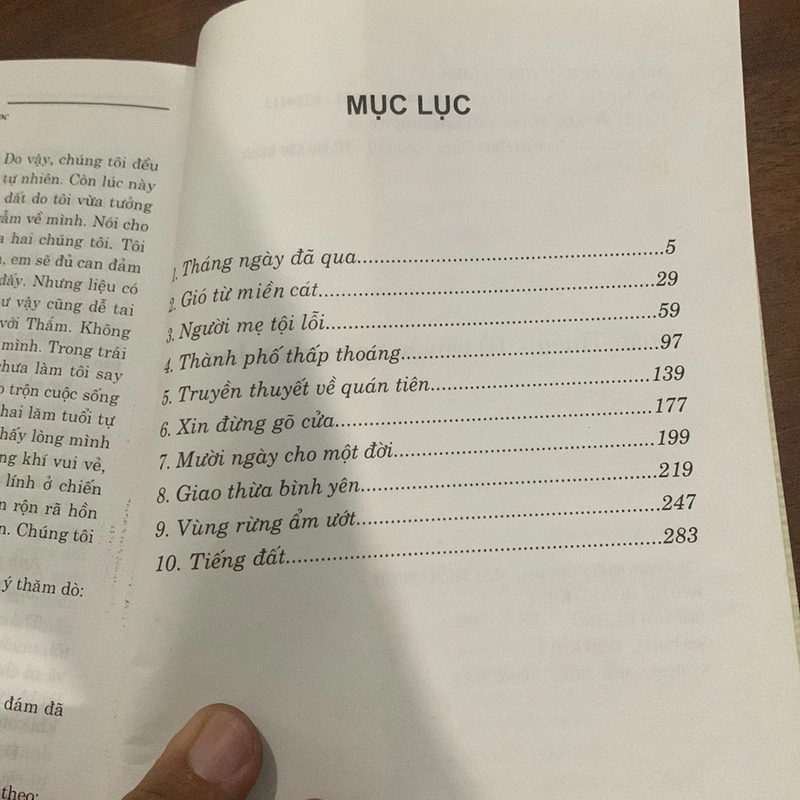 Do vậy, chúng tôi đều
tự nhiên. Còn lúc này
dất do tôi vừa tưởng
về mình. Nói cho
hai chúng tôi. Tôi
em sẽ đủ can đảm
đấy. Nhưng liệu có
vậy cũng dễ tai
với Thắm. Không
mình. Trong trái
chưa làm tôi say
trộn cuộc sống
hai lăm tuổi tự
thấy lòng mình
khí vui vẻ,
lính ở chiến
rộn rã hồn
Chúng tôi
ý thăm dò:
đám đã
theo:
MỤC LỤC
1. Tháng ngày đã qua.....5
2. Gió từ miền cát.....29
3. Người mẹ tội lỗi.....59
4. Thành phố thấp thoáng.....97
5. Truyền thuyết về quán tiên.....139
6. Xin đừng gõ cửa.....177
7. Mười ngày cho một đời.....199
8. Giao thừa bình yên.....219
9. Vùng rừng ẩm ướt.....247
10. Tiếng đất.....283